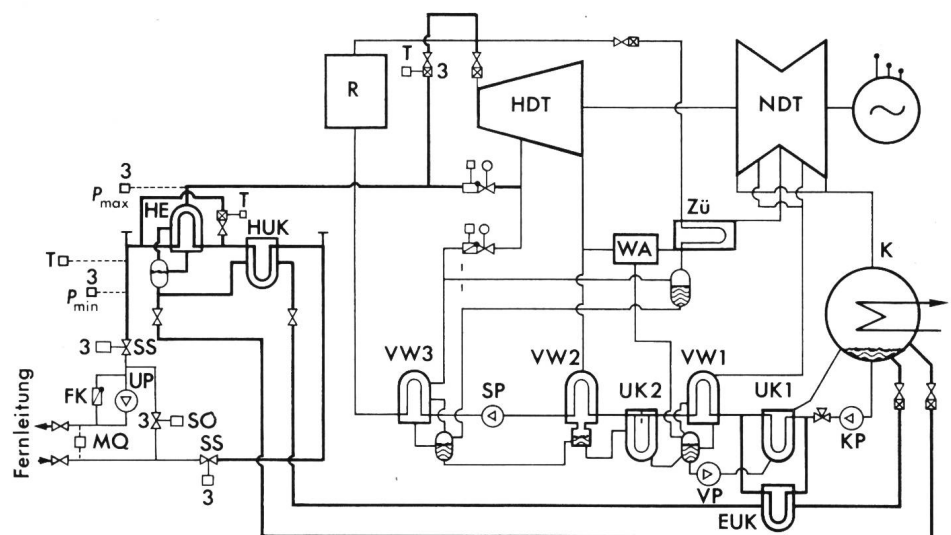 T
3
R
HDT
NDT
3
Pmax
HE
T
HUK
Zü
WA
K
T
3
Pmin
3
SS
VW3
SP
VW2
UK2
VW1
UK1
FK
UP
3
SÖ
MQ
SS
3
VP
KP
EUK
Fernleitung